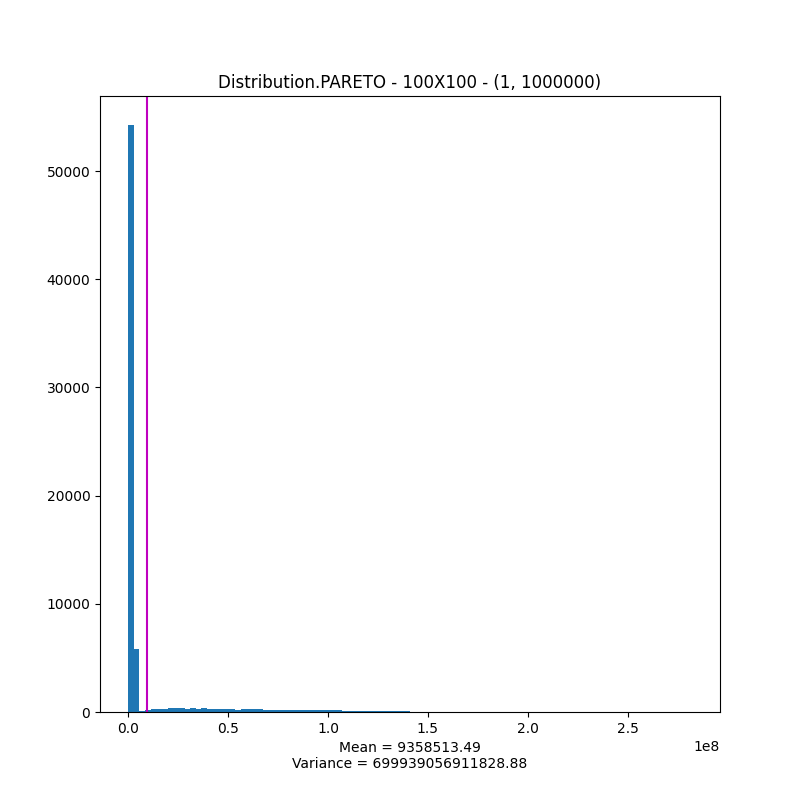 Distribution.PARETO - 100X100 - (1, 1000000)
50000
40000
30000
20000
10000
0
0.0 0.5 1.0 1.5 2.0 2.5
1e8
Mean = 9358513.49
Variance = 699939056911828.88